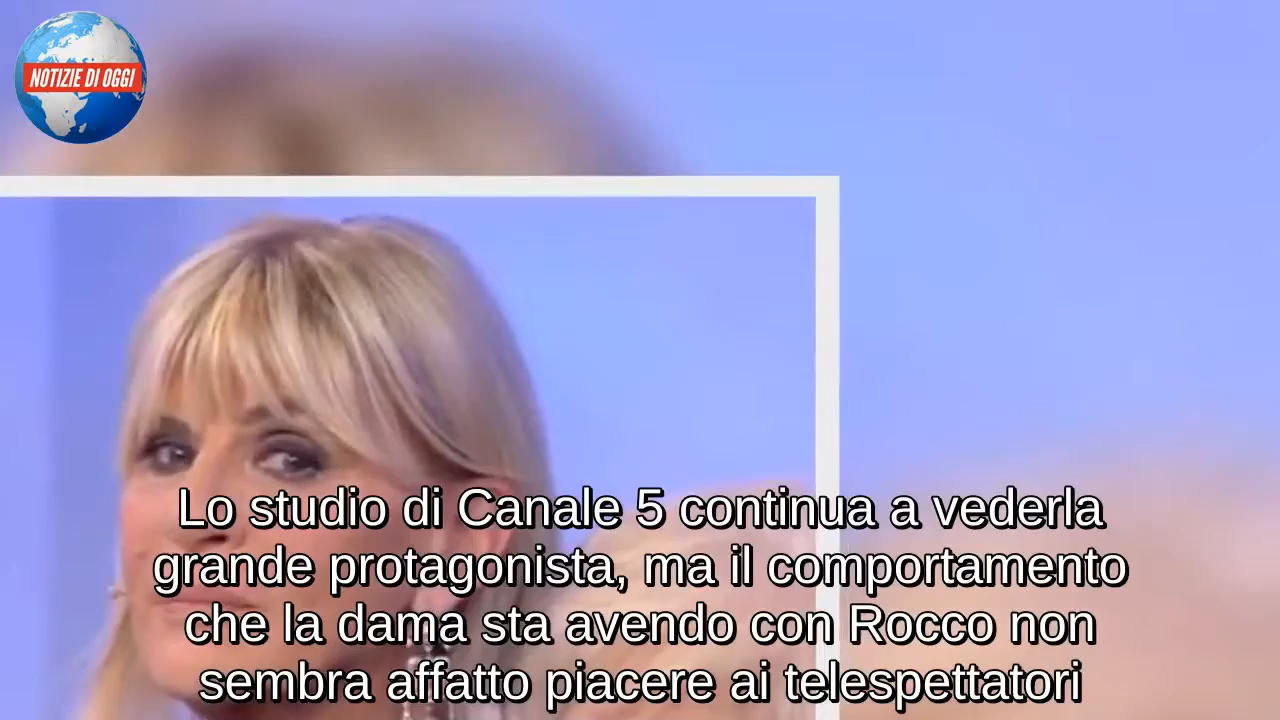 NOTIZIE DI OGGI
Lo studio di Canale 5 continua a vederla
grande protagonista, ma il comportamento
che la dama sta avendo con Rocco non
sembra affatto piacere ai telespettatori